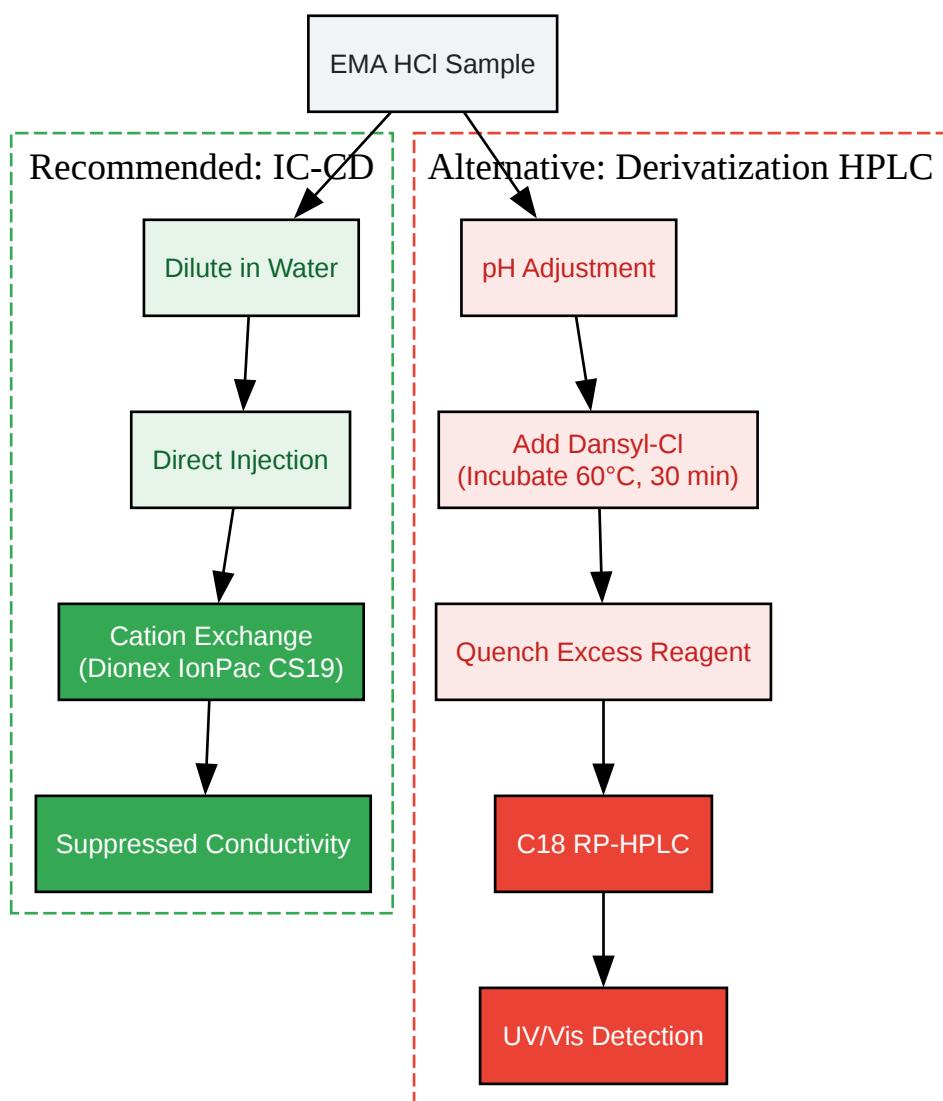 EMA HCl Sample
Recommended: IC-CD
Dilute in Water
Direct Injection
Cation Exchange
(Dionex IonPac CS19)
Suppressed Conductivity
Alternative: Derivatization HPLC
pH Adjustment
Add Dansyl-Cl
(Incubate 60°C, 30 min)
Quench Excess Reagent
C18 RP-HPLC
UV/Vis Detection